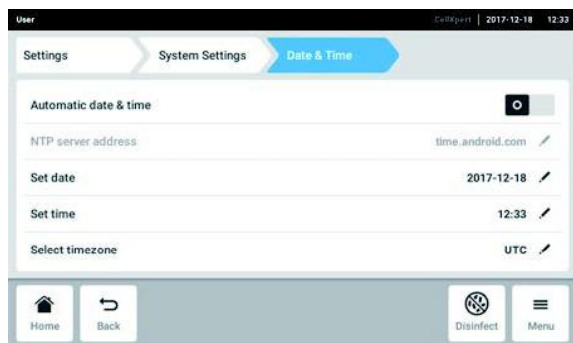 User CellXpert | 2017-12-18 12:33
Settings System Settings Date & Time
Automatic date & time
NTP server address time.android.com
Set date 2017-12-18
Set time 12:33
Select timezone UTC
Home Back Disinfect Menu